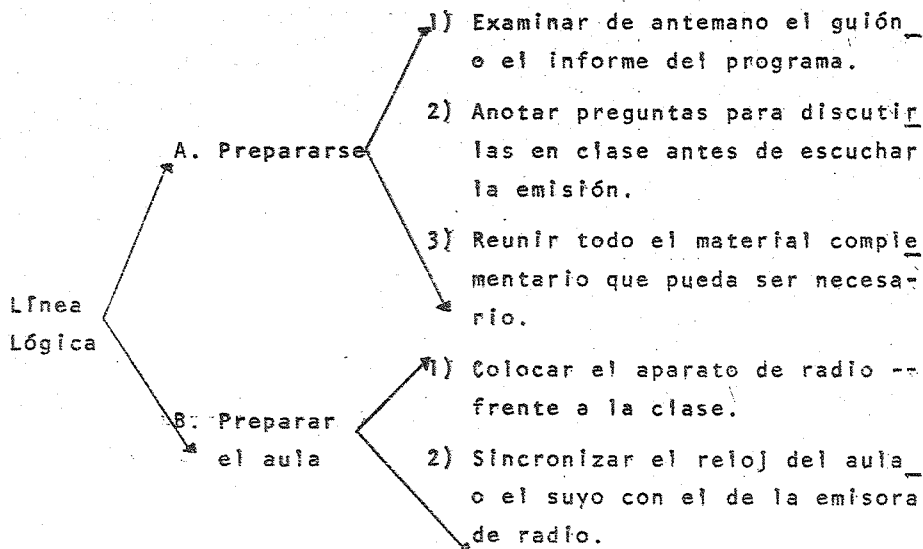 1) Examinar de antemano el guión_
o el informe del programa.
2) Anotar preguntas para discutir
las en clase antes de escuchar
la emisión.
A. Prepararse
3) Reunir todo el material comple
mentario que pueda ser necesa-
rio.
Línea
Lógica
1) Colocar el aparato de radio --
frente a la clase.
B. Preparar
el aula
2) Sincronizar el reloj del aula_
o el suyo con el de la emisora
de radio.